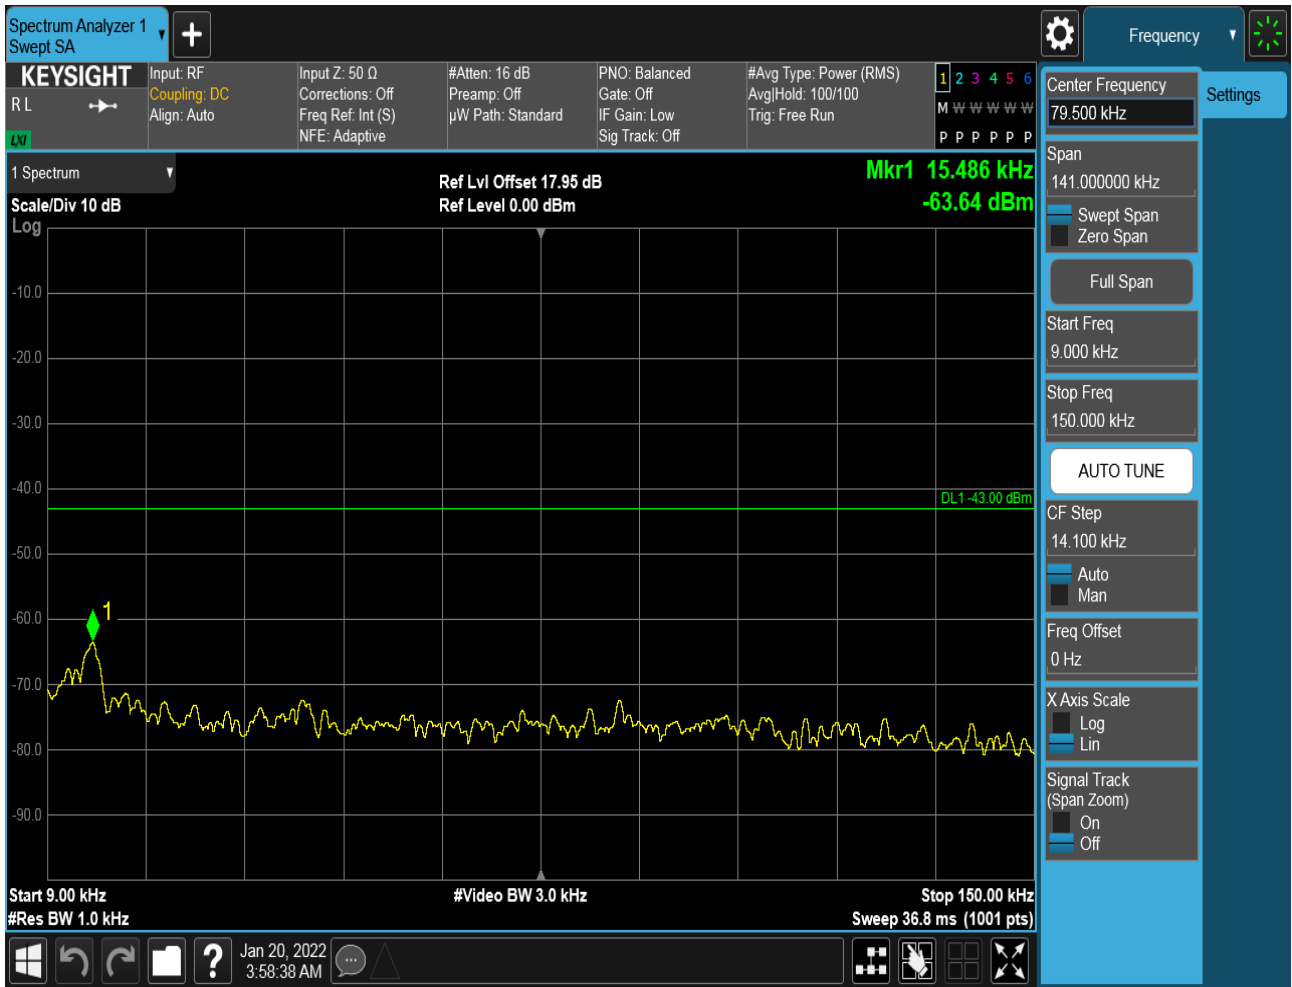 Spectrum Analyzer 1
Swept SA
Frequency
KEYSIGHT
R L
LXI
Input: RF
Coupling: DC
Align: Auto
Input Z: 50 Ω
Corrections: Off
Freq Ref: Int (S)
NFE: Adaptive
#Atten: 16 dB
Preamp: Off
µW Path: Standard
PNO: Balanced
Gate: Off
IF Gain: Low
Sig Track: Off
#Avg Type: Power (RMS)
Avg|Hold: 100/100
Trig: Free Run
1 2 3 4 5 6
M W W W W W
P P P P P P
1 Spectrum
Scale/Div 10 dB
Log
Ref Lvl Offset 17.95 dB
Ref Level 0.00 dBm
Mkr1 15.486 kHz
-63.64 dBm
-10.0
-20.0
-30.0
-40.0
DL1 -43.00 dBm
-50.0
-60.0
1
-70.0
-80.0
-90.0
Start 9.00 kHz
#Res BW 1.0 kHz
#Video BW 3.0 kHz
Stop 150.00 kHz
Sweep 36.8 ms (1001 pts)
Center Frequency
79.500 kHz
Settings
Span
141.000000 kHz
Swept Span
Zero Span
Full Span
Start Freq
9.000 kHz
Stop Freq
150.000 kHz
AUTO TUNE
CF Step
14.100 kHz
Auto
Man
Freq Offset
0 Hz
X Axis Scale
Log
Lin
Signal Track
(Span Zoom)
On
Off
?
Jan 20, 2022
3:58:38 AM